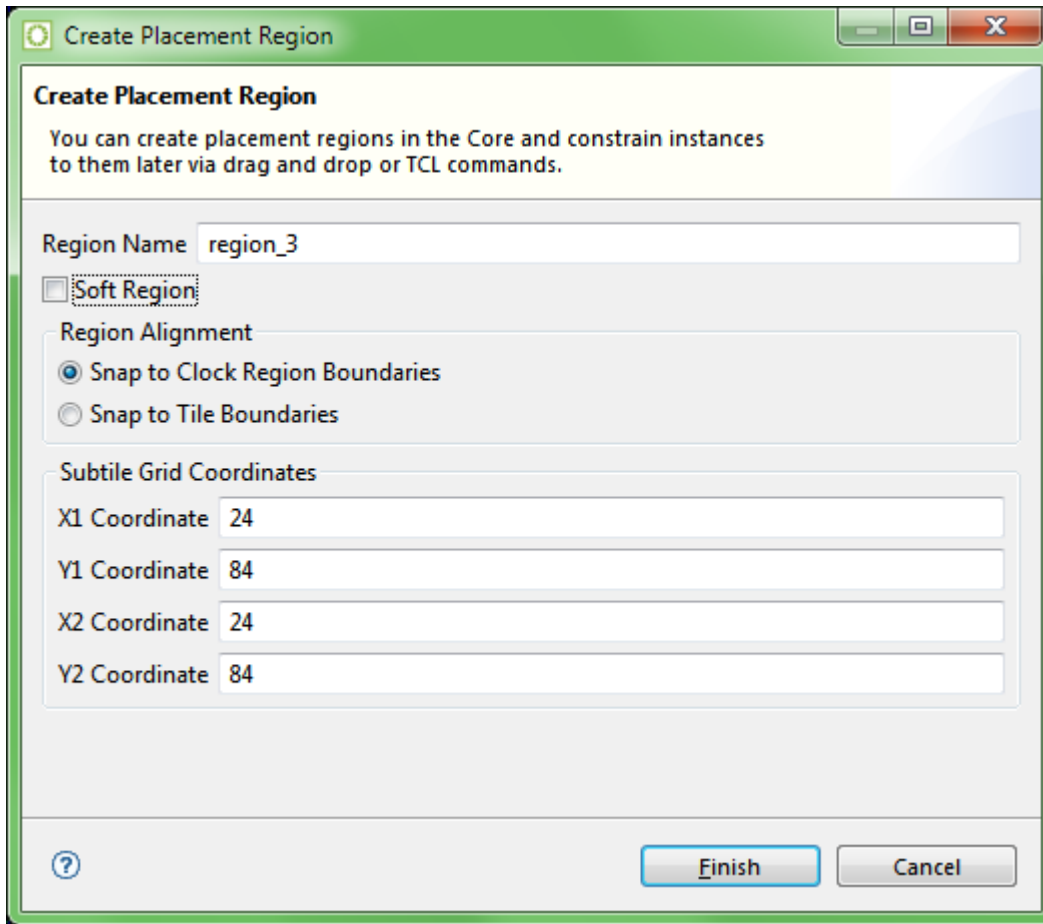 Create Placement Region
Create Placement Region
You can create placement regions in the Core and constrain instances
to them later via drag and drop or TCL commands.
Region Name region_3
Soft Region
Region Alignment
Snap to Clock Region Boundaries
Snap to Tile Boundaries
Subtile Grid Coordinates
X1 Coordinate 24
Y1 Coordinate 84
X2 Coordinate 24
Y2 Coordinate 84
? Finish Cancel